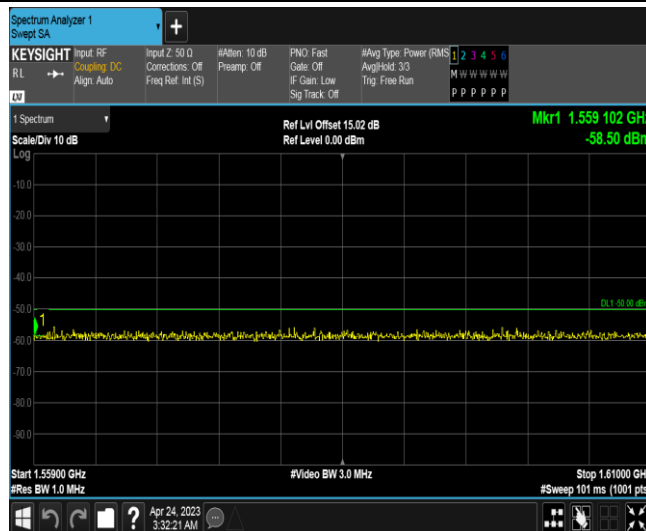 Spectrum Analyzer 1
Swept SA
+
KEYSIGHT
RL
LXI
Input: RF
Coupling: DC
Align: Auto
Input Z: 50 Ω
Corrections: Off
Freq Ref: Int (S)
#Atten: 10 dB
Preamp: Off
PNO: Fast
Gate: Off
IF Gain: Low
Sig Track: Off
#Avg Type: Power (RMS
Avg|Hold: 3/3
Trig: Free Run
1 2 3 4 5 6
M W W W W W
P P P P P P
1 Spectrum
Scale/Div 10 dB
Log
Ref Lvl Offset 15.02 dB
Ref Level 0.00 dBm
Mkr1 1.559 102 GHz
-58.50 dBm
-10.0
-20.0
-30.0
-40.0
-50.0
DL1 -50.00 dBm
1
-60.0
-70.0
-80.0
-90.0
Start 1.55900 GHz
#Res BW 1.0 MHz
#Video BW 3.0 MHz
Stop 1.61000 GHz
#Sweep 101 ms (1001 pts
?
Apr 24, 2023
3:32:21 AM